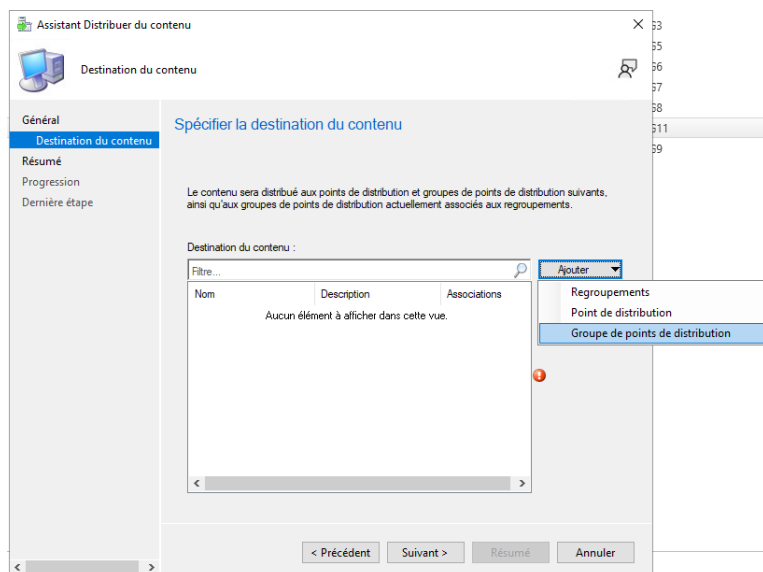 Assistant Distribuer du contenu
Destination du contenu
Général
Destination du contenu
Résumé
Progression
Dernière étape
Spécifier la destination du contenu
Le contenu sera distribué aux points de distribution et groupes de points de distribution suivants,
ainsi qu'aux groupes de points de distribution actuellement associés aux regroupements.
Destination du contenu :
Filtre...
Ajouter
Nom Description Associations
Aucun élément à afficher dans cette vue.
Regroupements
Point de distribution
Groupe de points de distribution
< Précédent
Suivant >
Résumé
Annuler